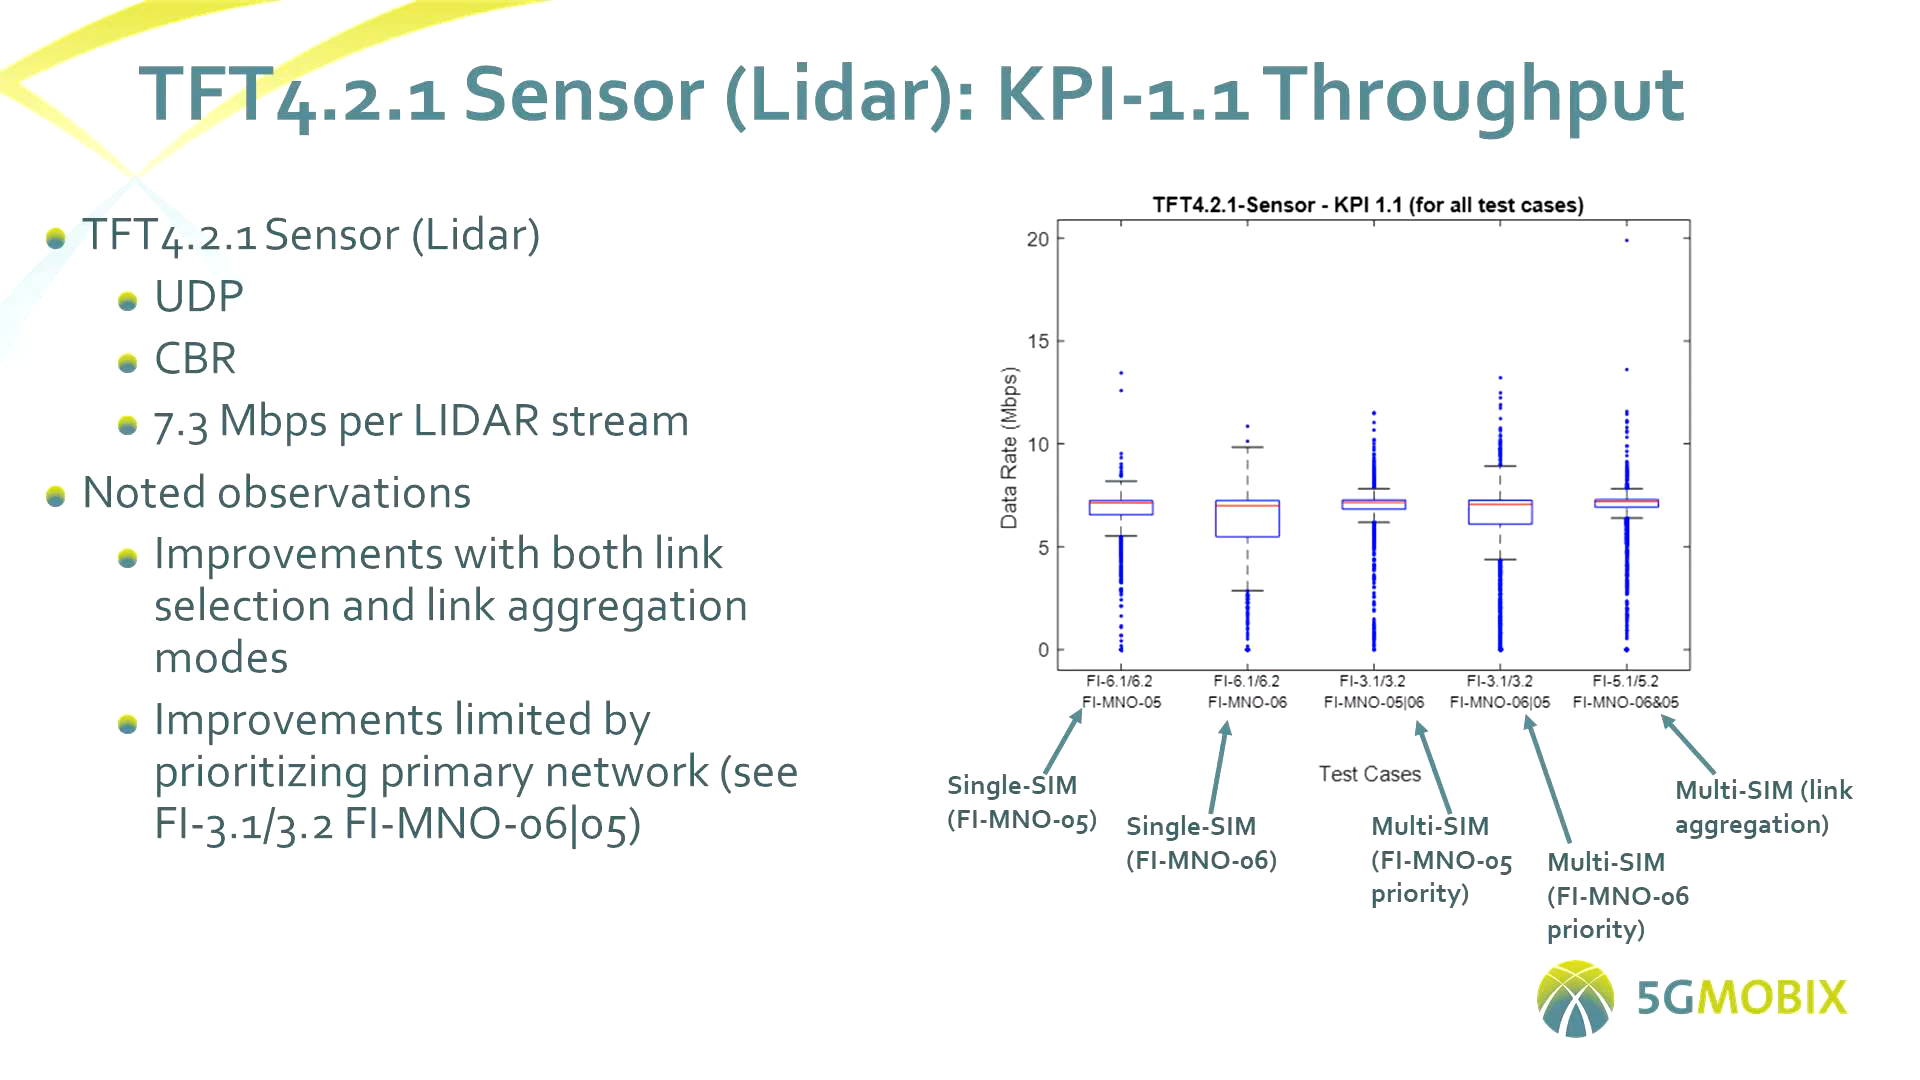 TFT4.2.1 Sensor (Lidar): KPI-1.1 Throughput
TFT4.2.1 Sensor (Lidar)
UDP
CBR
7.3 Mbps per LIDAR stream
Noted observations
Improvements with both link
selection and link aggregation
modes
Improvements limited by
prioritizing primary network (see
FI-3.1/3.2 FI-MNO-06|05)
TFT4.2.1-Sensor - KPI 1.1 (for all test cases)
Data Rate (Mbps)
20
15
10
5
0
FI-6.1/6.2 FI-6.1/6.2 FI-3.1/3.2 FI-3.1/3.2 FI-5.1/5.2
FI-MNO-05 FI-MNO-06 FI-MNO-05|06 FI-MNO-06|05 FI-MNO-06&05
Test Cases
Single-SIM
(FI-MNO-05)
Single-SIM
(FI-MNO-06)
Multi-SIM
(FI-MNO-05
priority)
Multi-SIM
(FI-MNO-06
priority)
Multi-SIM (link
aggregation)
5GMOBIX